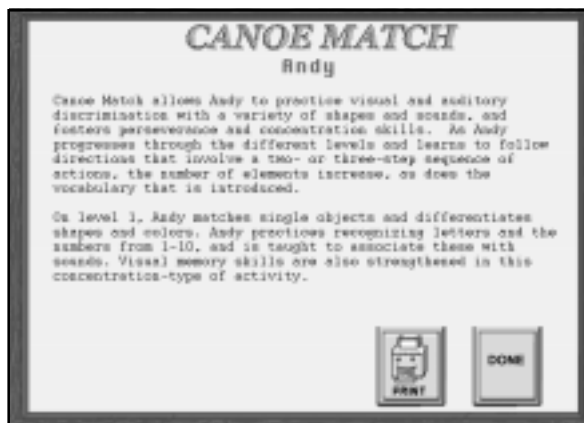 CANOE MATCH
Andy
Canoe Match allows Andy to practice visual and auditory
discrimination with a variety of shapes and sounds, and
fosters perseverance and concentration skills. As Andy
progresses through the different levels and learns to follow
directions that involve a two- or three-step sequence of
actions, the number of elements increase, as does the
vocabulary that is introduced.
On level 1, Andy matches single objects and differentiates
shapes and colors. Andy practices recognizing letters and the
numbers from 1-10, and is taught to associate these with
sounds. Visual memory skills are also strengthened in this
concentration-type of activity.
PRINT
DONE